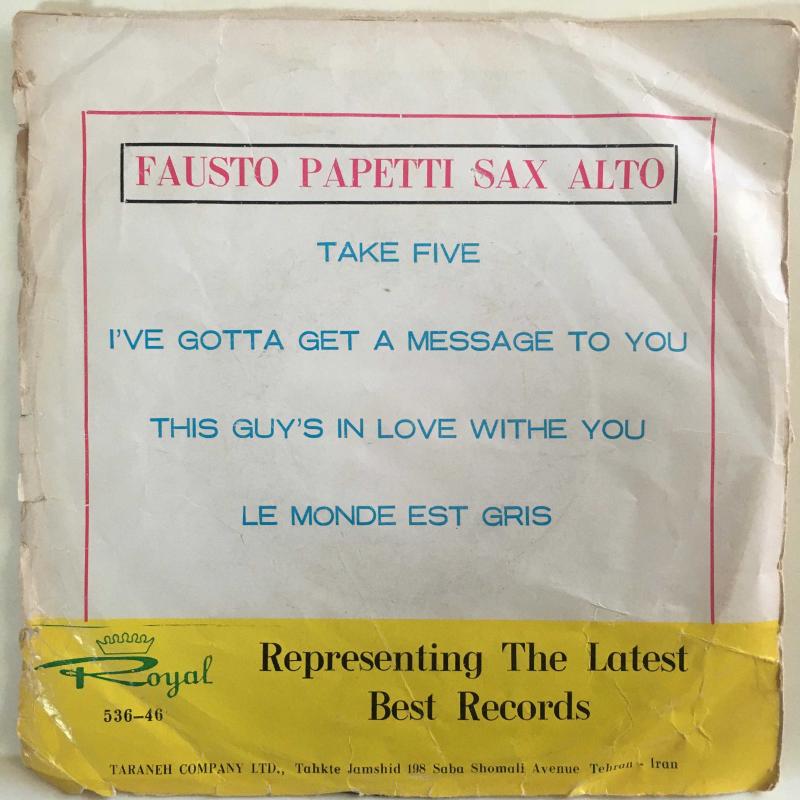 FAUSTO PAPETTI SAX ALTO
TAKE FIVE
I'VE GOTTA GET A MESSAGE TO YOU
THIS GUY'S IN LOVE WITHE YOU
LE MONDE EST GRIS
Royal
536-46
Representing The Latest
Best Records
TARANEH COMPANY LTD., Tahkte Jamshid 198 Saba Shomali Avenue Tehran - Iran